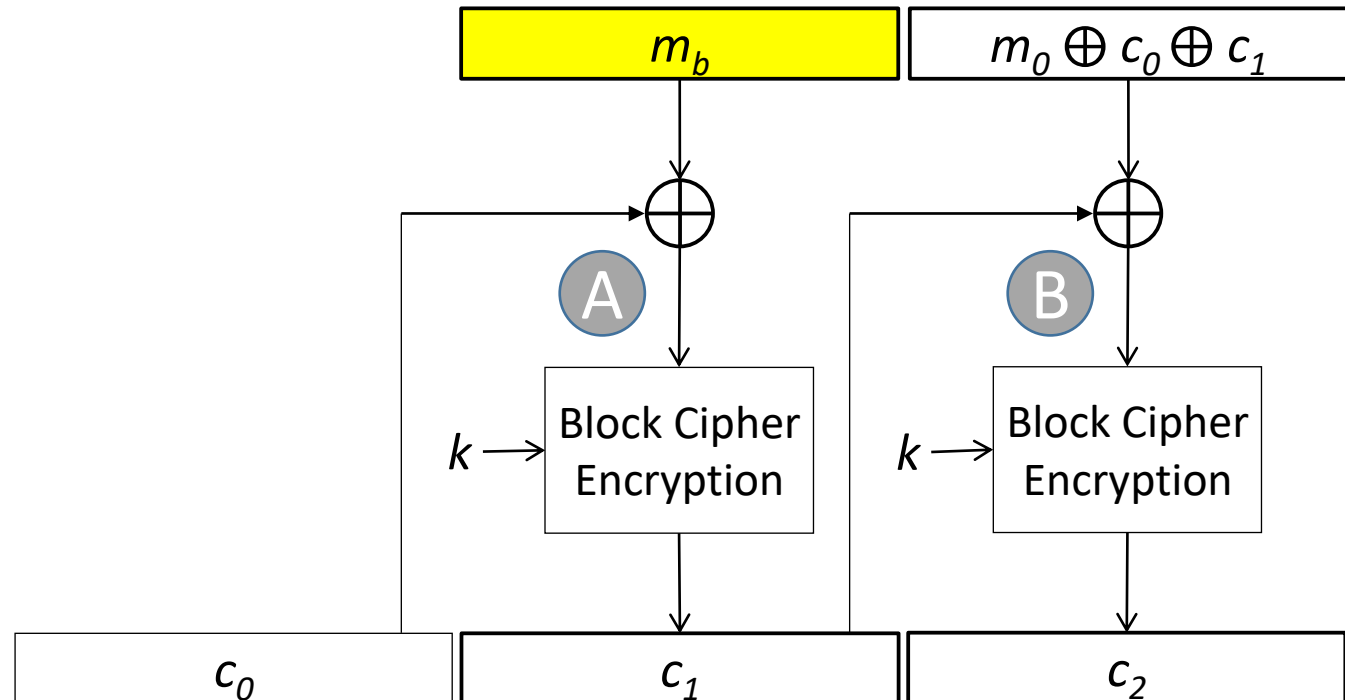 m_b
m_0 ⊕ c_0 ⊕ c_1
A
B
k
Block Cipher
Encryption
k
Block Cipher
Encryption
c_0
c_1
c_2